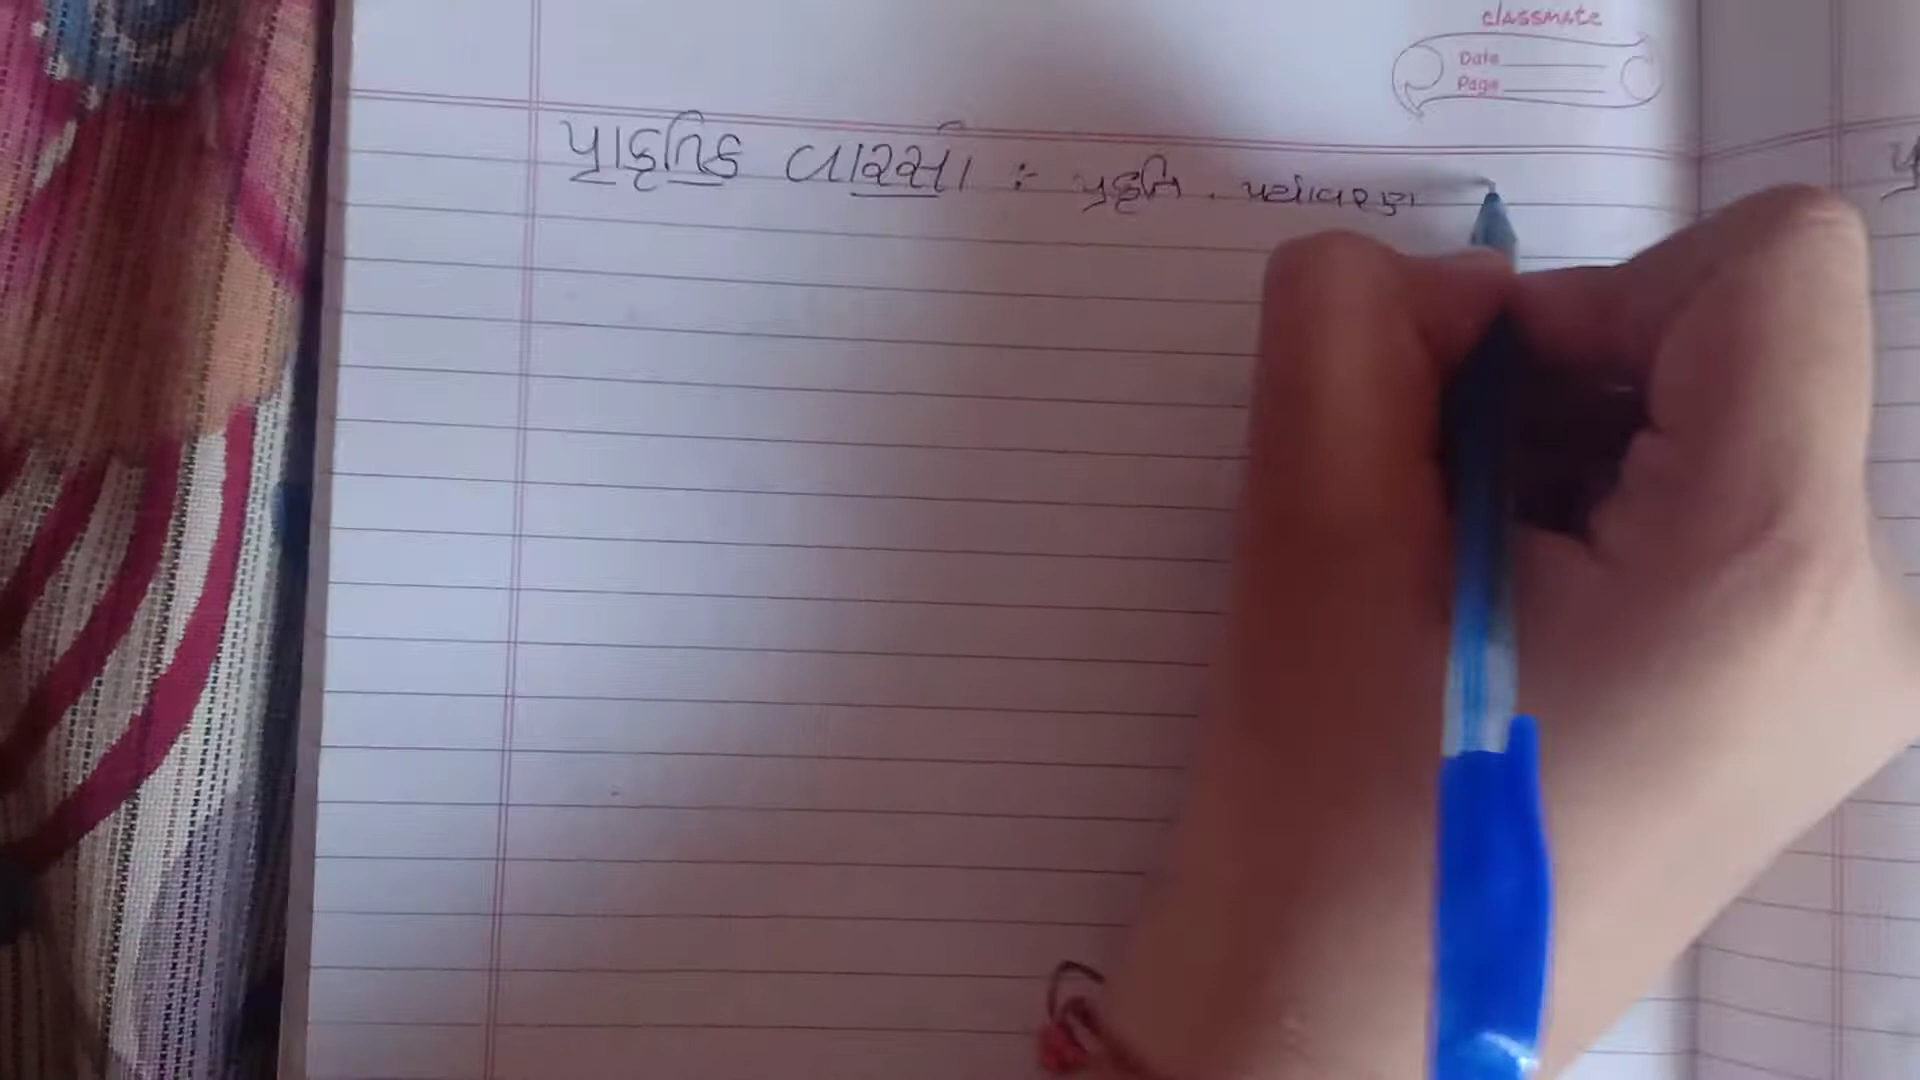 classmate
Date
Page
પ્રાકૃતિક વારસો :- પ્રકૃતિ . પર્યાવરણ